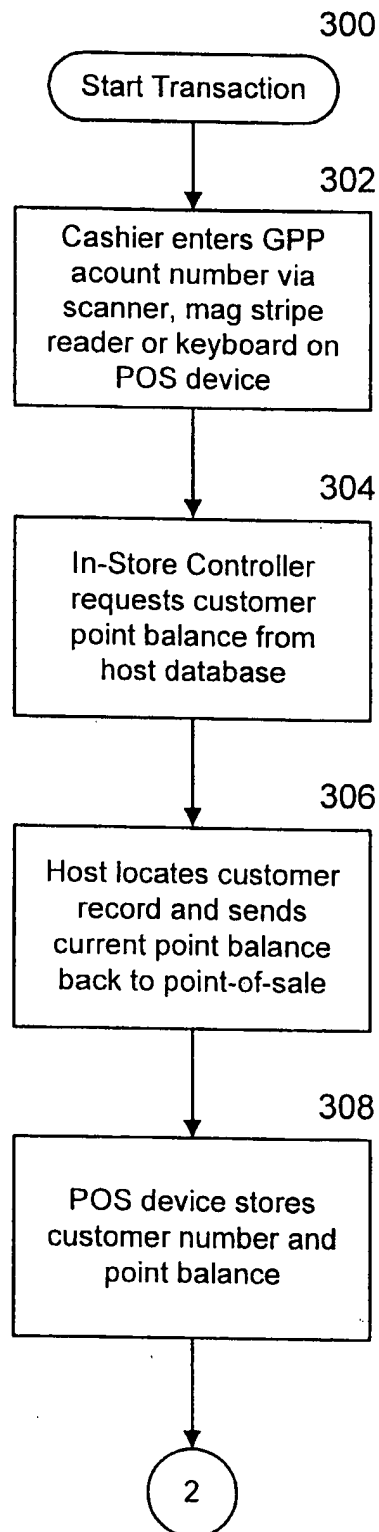 300
Start Transaction
302
Cashier enters GPP
acount number via
scanner, mag stripe
reader or keyboard on
POS device
304
In-Store Controller
requests customer
point balance from
host database
306
Host locates customer
record and sends
current point balance
back to point-of-sale
308
POS device stores
customer number and
point balance
2